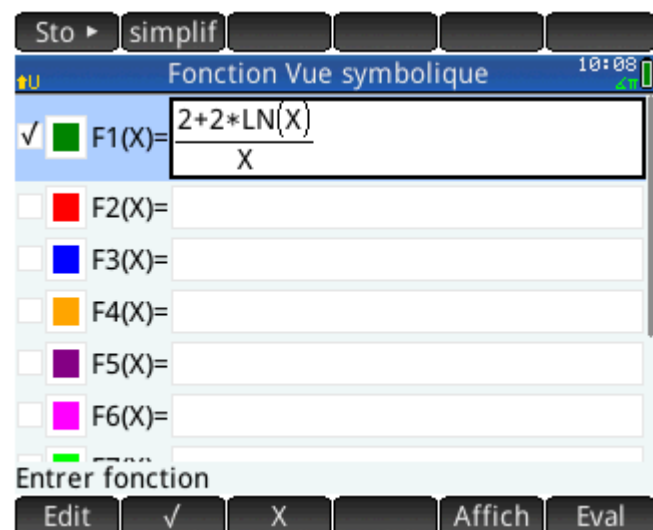 Sto ► simplif
Fonction Vue symbolique 10:08
U ∡π
√ F1(X)= 2+2*LN(X)
X
F2(X)=
F3(X)=
F4(X)=
F5(X)=
F6(X)=
Entrer fonction
Edit √ X Affich Eval